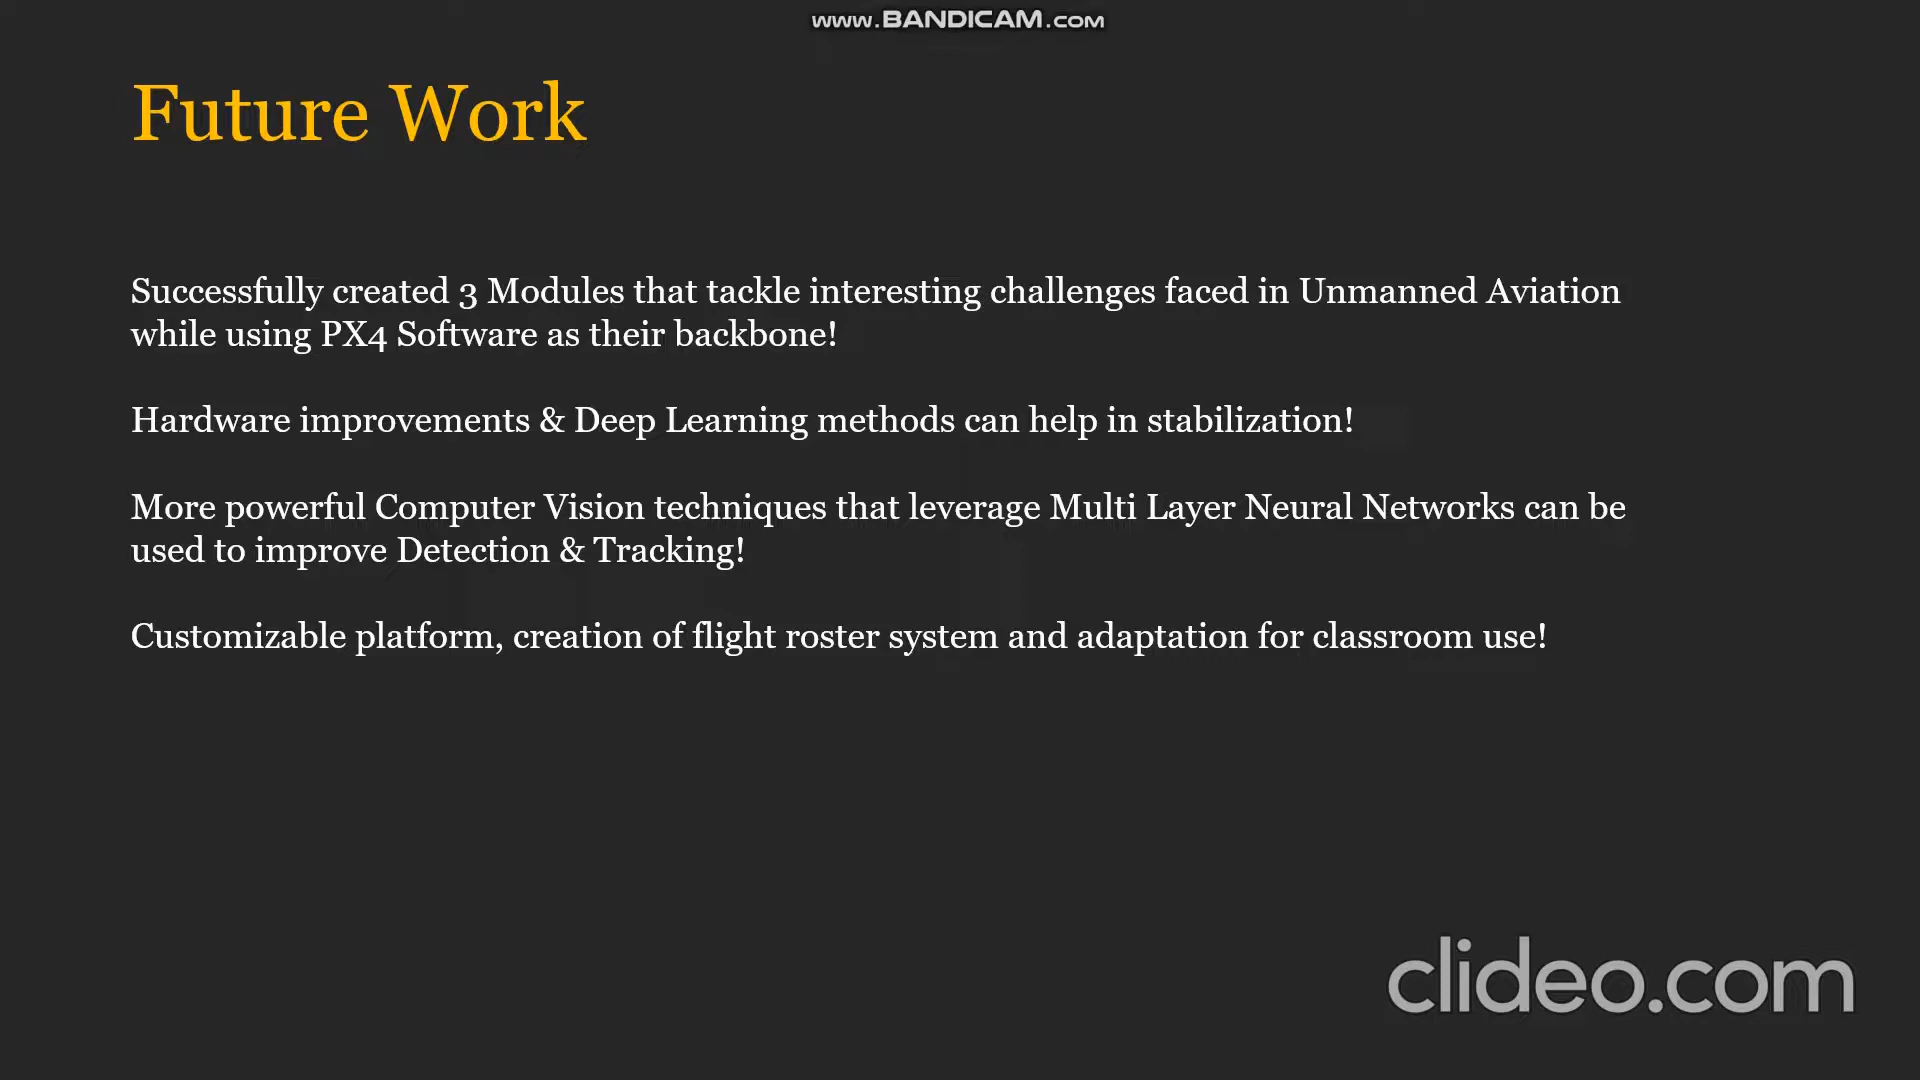 www.BANDICAM.com
Future Work
Successfully created 3 Modules that tackle interesting challenges faced in Unmanned Aviation
while using PX4 Software as their backbone!
Hardware improvements & Deep Learning methods can help in stabilization!
More powerful Computer Vision techniques that leverage Multi Layer Neural Networks can be
used to improve Detection & Tracking!
Customizable platform, creation of flight roster system and adaptation for classroom use!
clideo.com